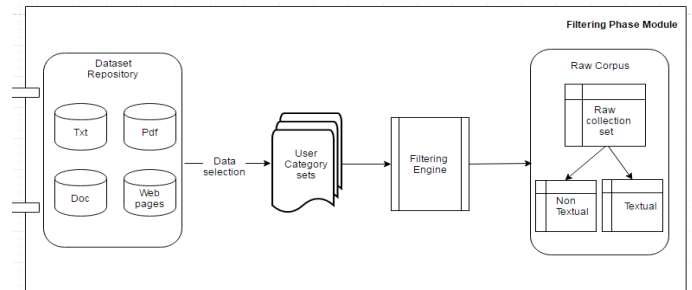 Filtering Phase Module
Dataset
Repository
Txt
Pdf
Doc
Web
pages
Data
selection
User
Category
sets
Filtering
Engine
Raw Corpus
Raw
collection
set
Non
Textual
Textual